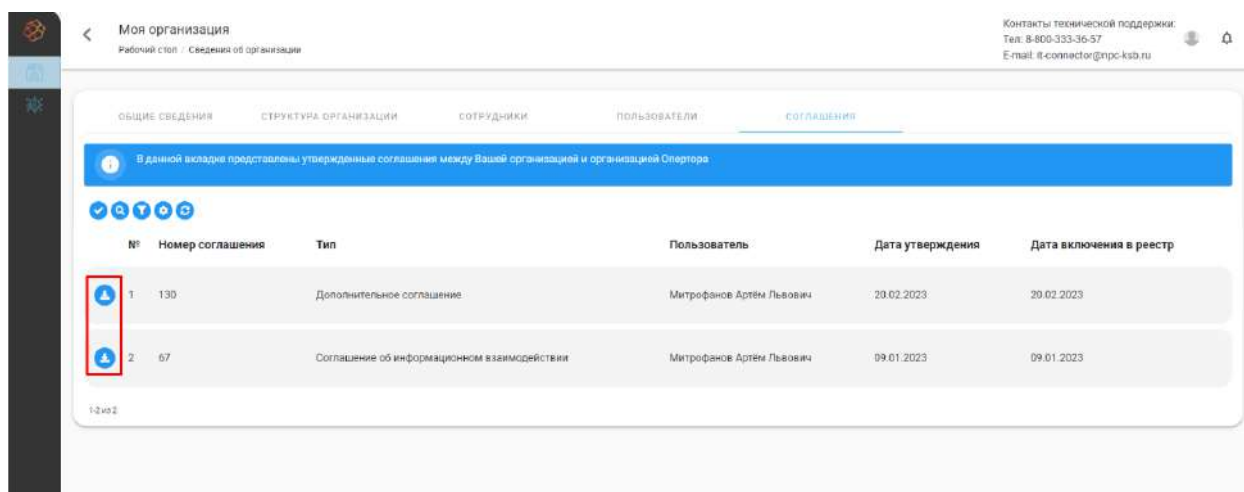 Моя организация
Рабочий стол / Сведения об организации
Контакты технической поддержки:
Тел: 8-800-333-36-57
E-mail: it-connector@npc-ksb.ru
ОБЩИЕ СВЕДЕНИЯ СТРУКТУРА ОРГАНИЗАЦИИ СОТРУДНИКИ ПОЛЬЗОВАТЕЛИ СОГЛАШЕНИЯ
В данной вкладке представлены утвержденные соглашения между Вашей организацией и организацией Опертора
№ Номер соглашения Тип Пользователь Дата утверждения Дата включения в реестр
1 130 Дополнительное соглашение Митрофанов Артём Львович 20.02.2023 20.02.2023
2 67 Соглашение об информационном взаимодействии Митрофанов Артём Львович 09.01.2023 09.01.2023
1-2 из 2